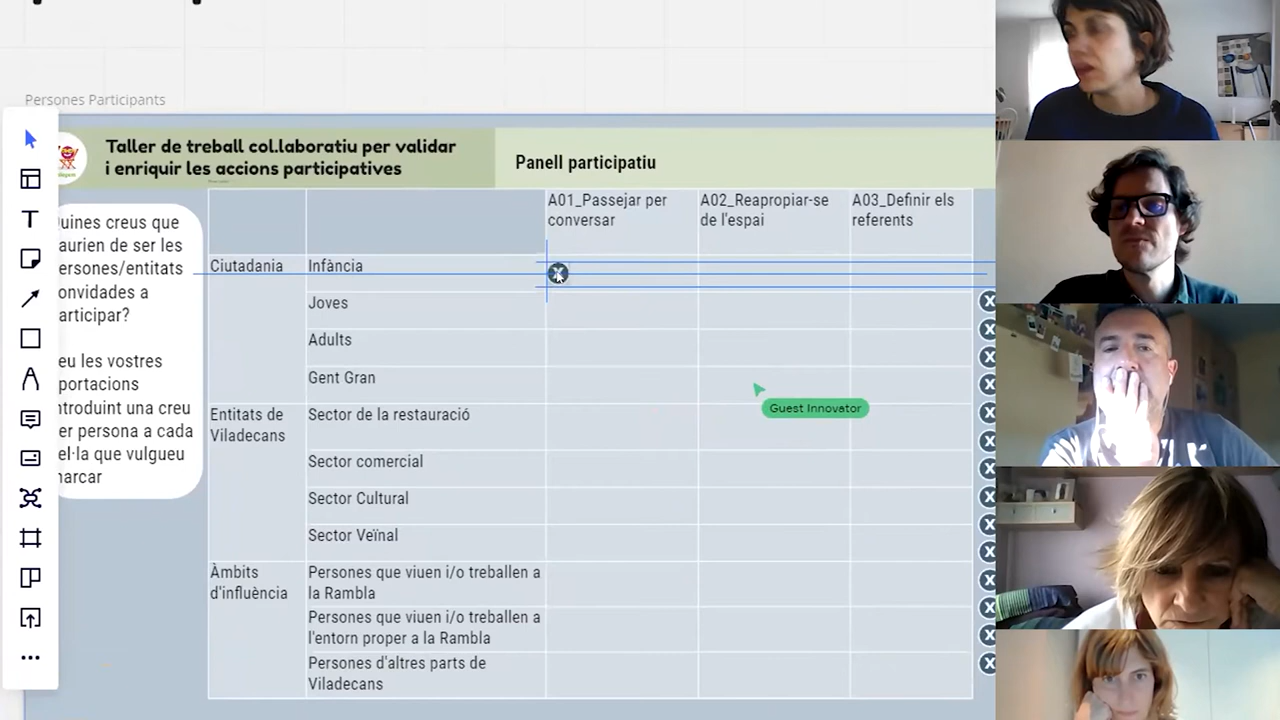 Persones Participants
Taller de treball col.laboratiu per validar
i enriquir les accions participatives
Panell participatiu
uines creus que
aurien de ser les
ersones/entitats
onvidades a
articipar?
eu les vostres
portacions
ntroduint una creu
er persona a cada
el·la que vulgueu
arcar
A01_Passejar per
conversar
A02_Reapropiar-se
de l'espai
A03_Definir els
referents
Ciutadania
Infància
X
Joves
X
Adults
Gent Gran
Guest Innovator
Entitats de
Viladecans
Sector de la restauració
Sector comercial
Sector Cultural
Sector Veïnal
Àmbits
d'influència
Persones que viuen i/o treballen a
la Rambla
Persones que viuen i/o treballen a
l'entorn proper a la Rambla
Persones d'altres parts de
Viladecans
X
X
X
X
X
X
X
X
X
X
X
X
X